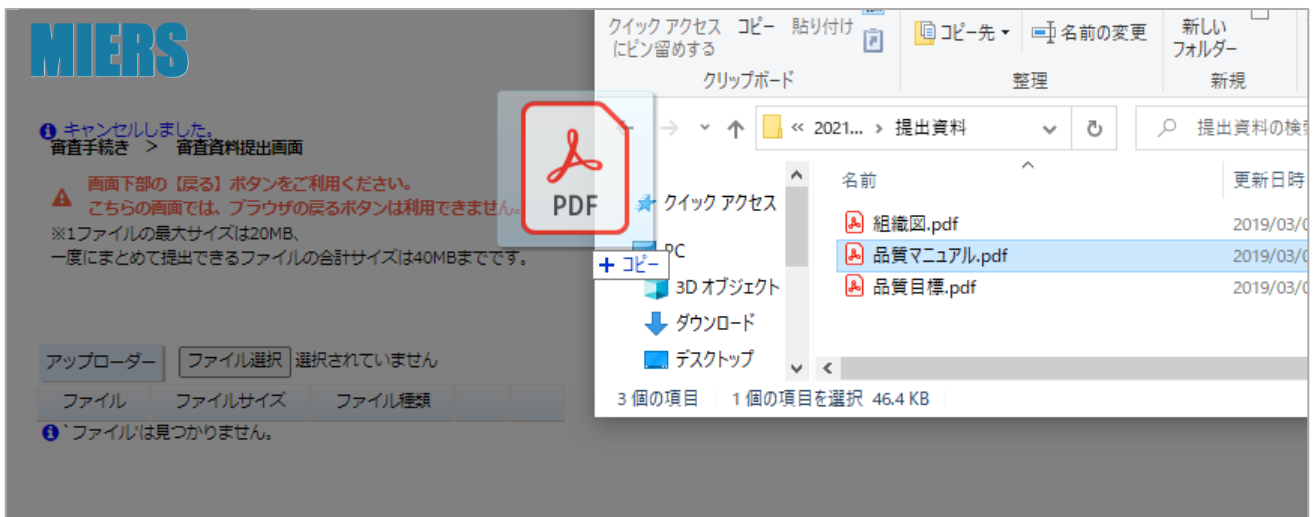 MIERS
キャンセルしました。
審査手続き > 審査資料提出画面
画面下部の【戻る】ボタンをご利用ください。
こちらの画面では、ブラウザの戻るボタンは利用できません。
※1ファイルの最大サイズは20MB、
一度にまとめて提出できるファイルの合計サイズは40MBまでです。
アップローダー ファイル選択 選択されていません
ファイル ファイルサイズ ファイル種類
`ファイル'は見つかりません。
PDF
+ コピー
クイック アクセス
にピン留めする
コピー 貼り付け
コピー先
名前の変更
新しい
フォルダー
クリップボード 整理 新規
« 2021... > 提出資料
提出資料の検索
クイック アクセス
PC
3D オブジェクト
ダウンロード
デスクトップ
名前 更新日時
組織図.pdf 2019/03/0
品質マニュアル.pdf 2019/03/0
品質目標.pdf 2019/03/0
3 個の項目 1 個の項目を選択 46.4 KB